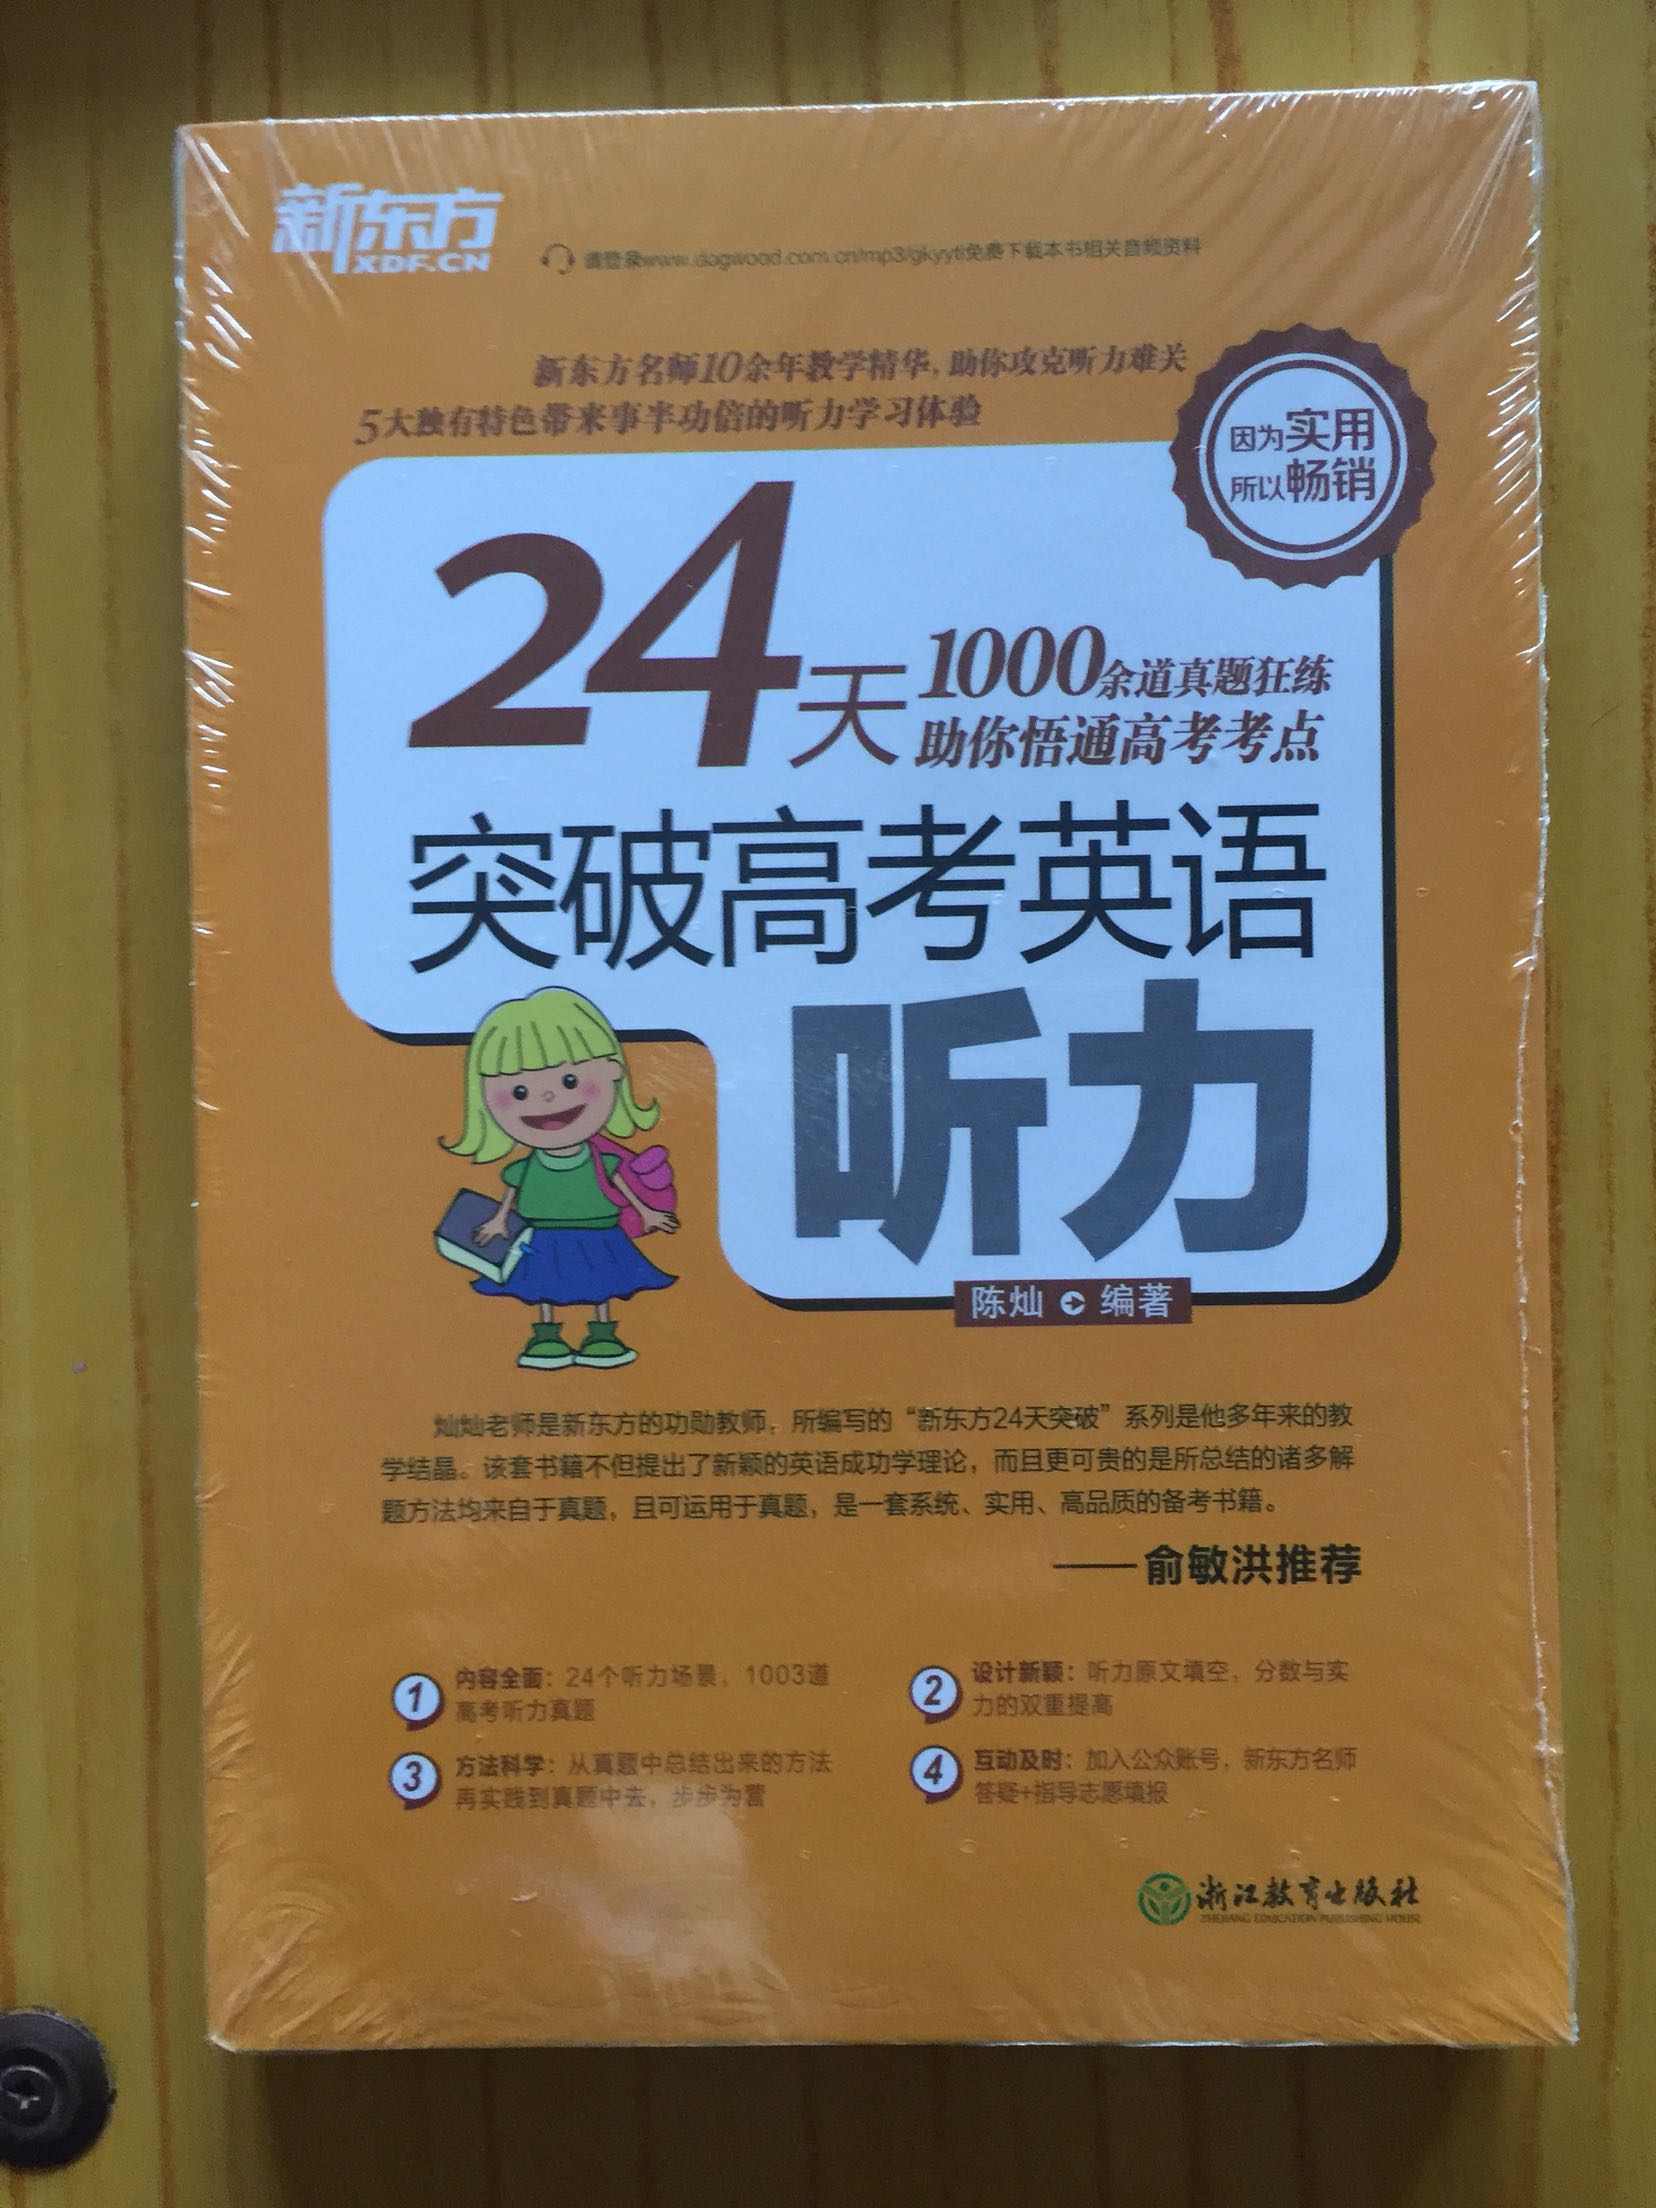 新东方
XDF.CN
请登录www.dogwood.com.cn/mp3/gkyytl免费下载本书相关音频资料
新东方名师10余年教学精华,助你攻克听力难关
5大独有特色带来事半功倍的听力学习体验
因为实用
所以畅销
24天
1000余道真题狂练
助你悟通高考考点
突破高考英语
听力
陈灿 编著
灿灿老师是新东方的功勋教师，所编写的“新东方24天突破”系列是他多年来的教
学结晶。该套书籍不但提出了新颖的英语成功学理论，而且更可贵的是所总结的诸多解
题方法均来自于真题，且可运用于真题，是一套系统、实用、高品质的备考书籍。
——俞敏洪推荐
1 内容全面：24个听力场景，1003道
高考听力真题
2 设计新颖：听力原文填空，分数与实
力的双重提高
3 方法科学：从真题中总结出来的方法
再实践到真题中去，步步为营
4 互动及时：加入公众账号，新东方名师
答疑+指导志愿填报
浙江教育出版社
ZHEJIANG EDUCATION PUBLISHING HOUSE